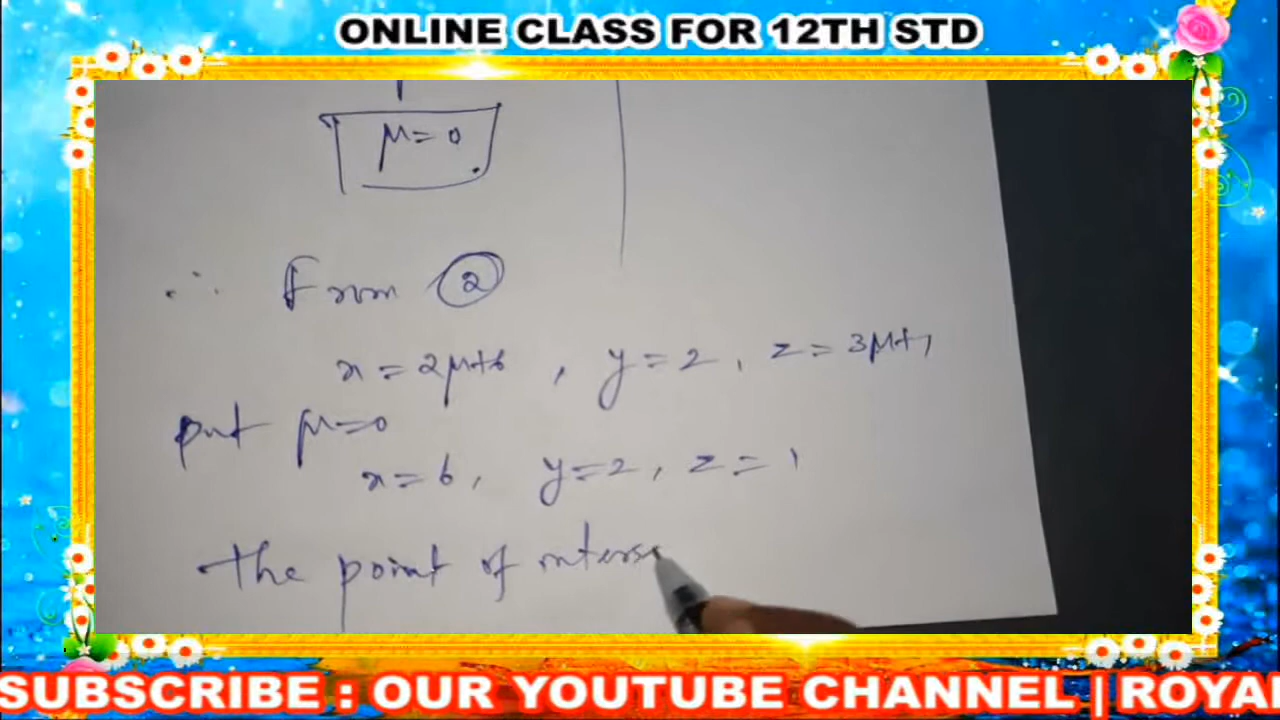 ONLINE CLASS FOR 12TH STD
μ = 0
∴ From ②
x = 2μ+6 , y = 2 , z = 3μ+1
put μ=0
x = 6, y = 2, z = 1
The point of inters
SUBSCRIBE : OUR YOUTUBE CHANNEL | ROYA